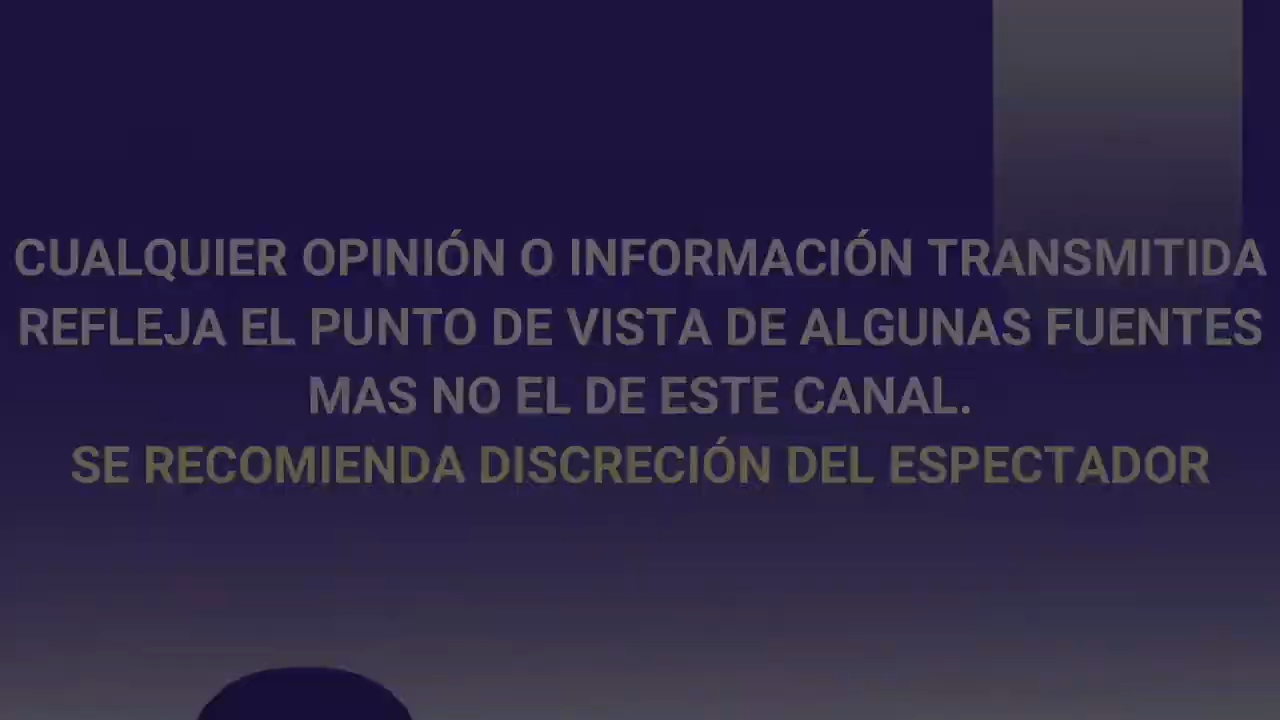 CUALQUIER OPINIÓN O INFORMACIÓN TRANSMITIDA
REFLEJA EL PUNTO DE VISTA DE ALGUNAS FUENTES
MAS NO EL DE ESTE CANAL.
SE RECOMIENDA DISCRECIÓN DEL ESPECTADOR